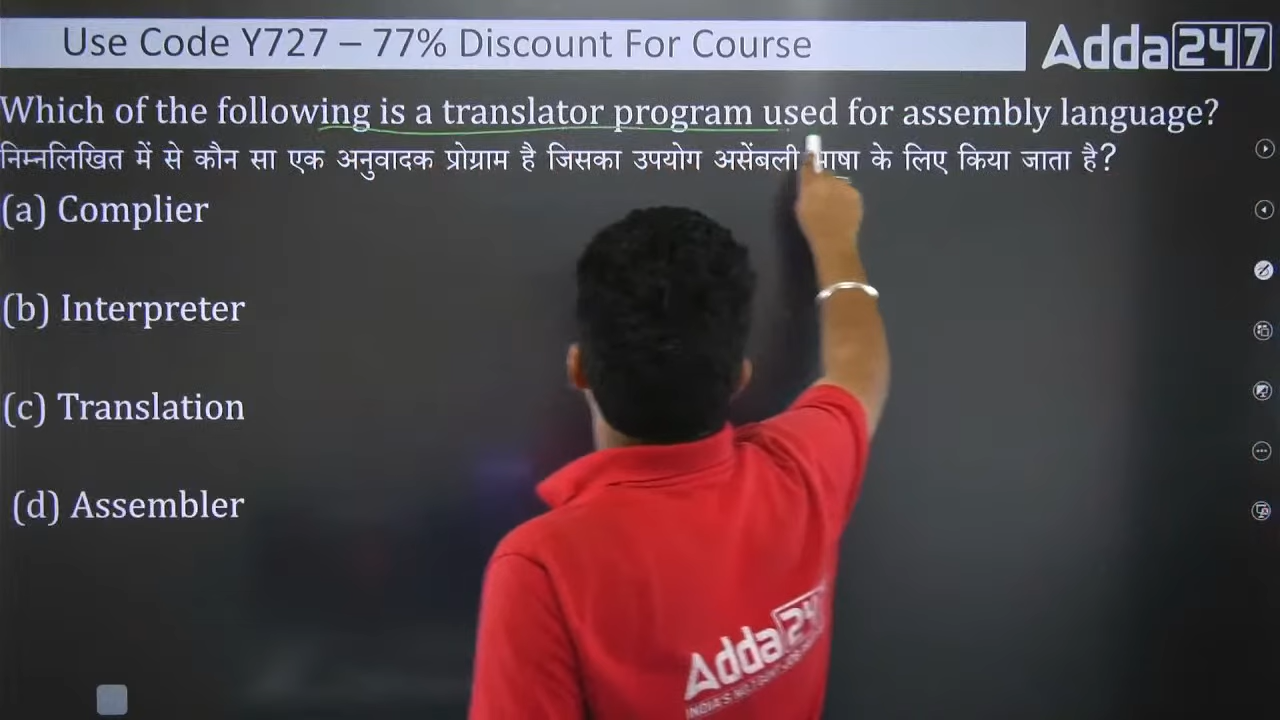 Use Code Y727 – 77% Discount For Course
Adda247
Which of the following is a translator program used for assembly language?
निम्नलिखित में से कौन सा एक अनुवादक प्रोग्राम है जिसका उपयोग असेंबली भाषा के लिए किया जाता है?
(a) Complier
(b) Interpreter
(c) Translation
(d) Assembler
Adda247